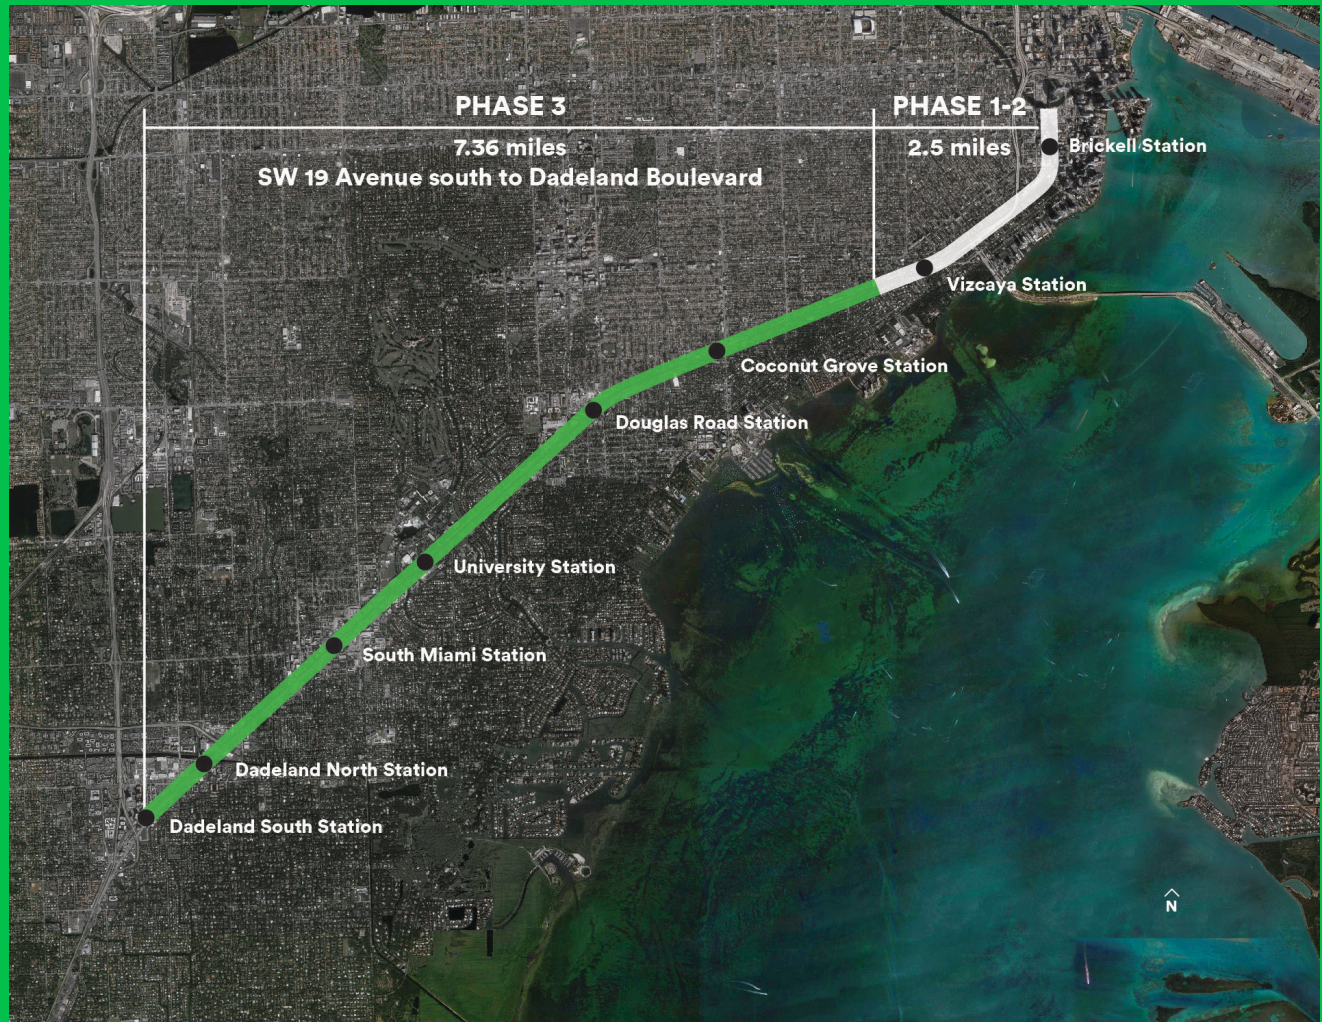 PHASE 3
PHASE 1-2
7.36 miles
2.5 miles
SW 19 Avenue south to Dadeland Boulevard
Brickell Station
Vizcaya Station
Coconut Grove Station
Douglas Road Station
University Station
South Miami Station
Dadeland North Station
Dadeland South Station
N